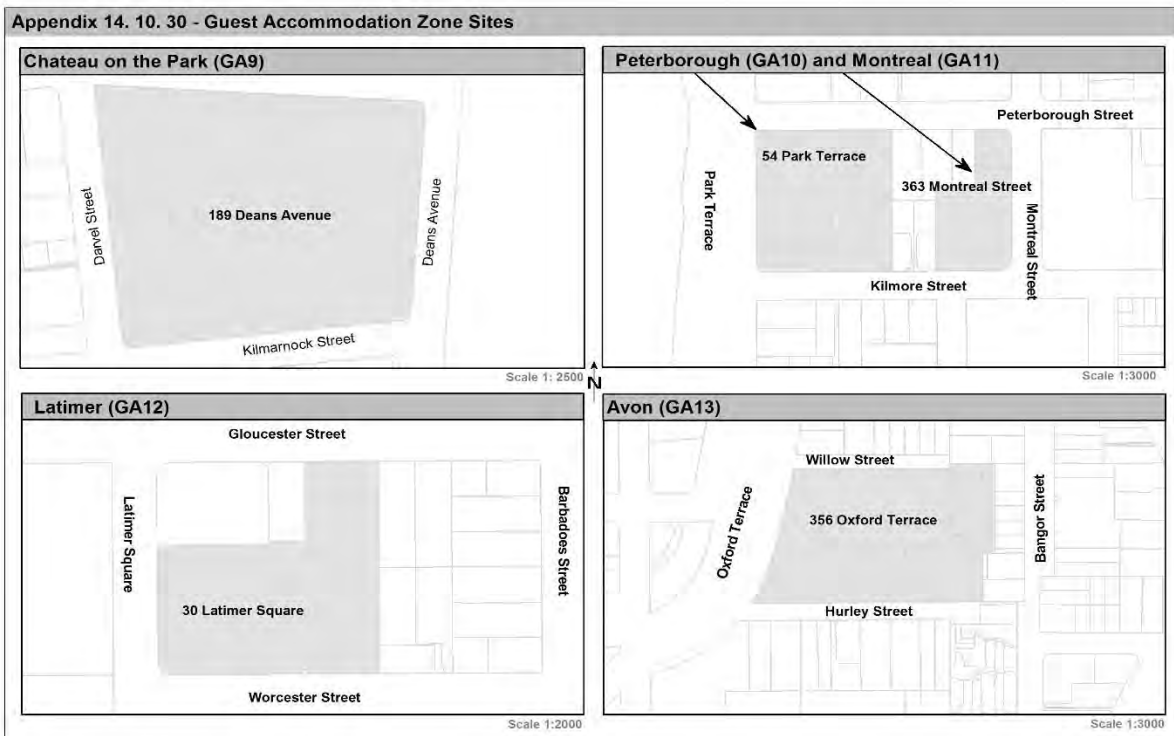 Appendix 14. 10. 30 - Guest Accommodation Zone Sites
Chateau on the Park (GA9)
Darvel Street
189 Deans Avenue
Deans Avenue
Kilmarnock Street
Scale 1: 2500
Peterborough (GA10) and Montreal (GA11)
Peterborough Street
54 Park Terrace
Park Terrace
363 Montreal Street
Montreal Street
Kilmore Street
Scale 1:3000
N
Latimer (GA12)
Gloucester Street
Latimer Square
Barbadoes Street
30 Latimer Square
Worcester Street
Scale 1:2000
Avon (GA13)
Willow Street
Oxford Terrace
356 Oxford Terrace
Bangor Street
Hurley Street
Scale 1:3000